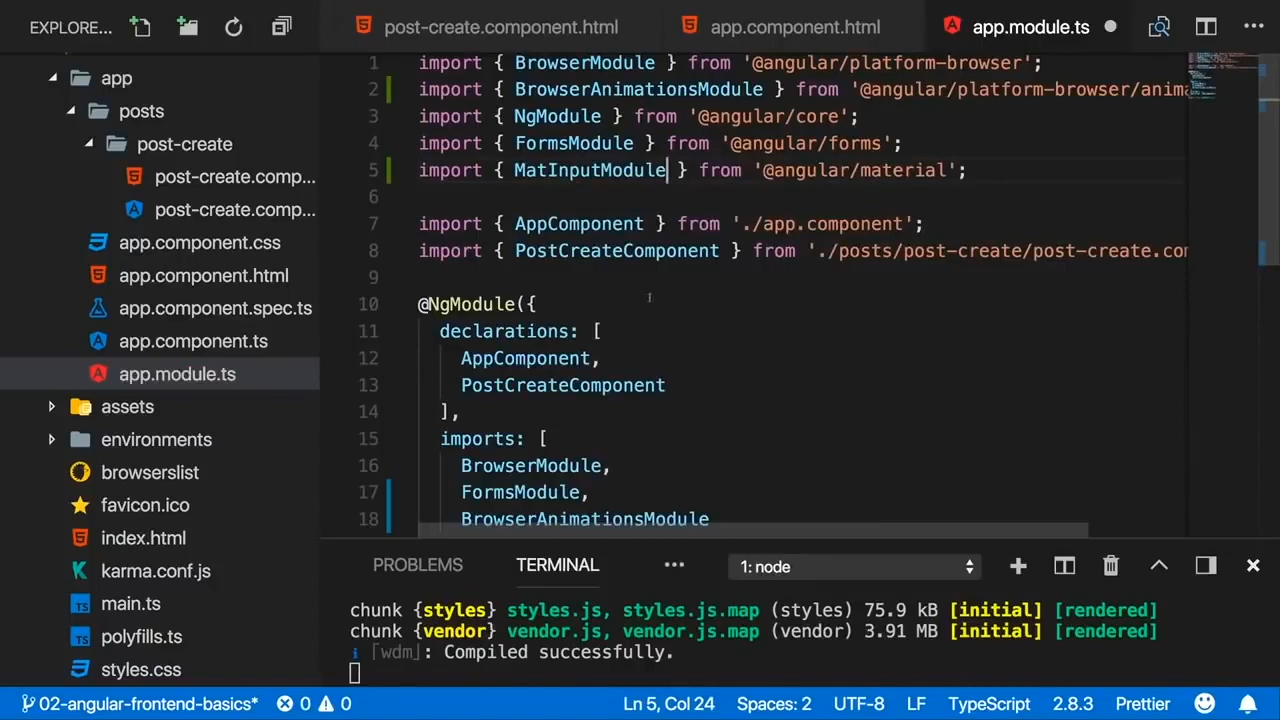 EXPLORE...
post-create.component.html
app.component.html
app.module.ts
app
posts
post-create
post-create.comp...
post-create.comp...
app.component.css
app.component.html
app.component.spec.ts
app.component.ts
app.module.ts
assets
environments
browserslist
favicon.ico
index.html
karma.conf.js
main.ts
polyfills.ts
styles.css
1 import { BrowserModule } from '@angular/platform-browser';
2 import { BrowserAnimationsModule } from '@angular/platform-browser/anima
3 import { NgModule } from '@angular/core';
4 import { FormsModule } from '@angular/forms';
5 import { MatInputModule } from '@angular/material';
6
7 import { AppComponent } from './app.component';
8 import { PostCreateComponent } from './posts/post-create/post-create.com
9
10 @NgModule({
11 declarations: [
12 AppComponent,
13 PostCreateComponent
14 ],
15 imports: [
16 BrowserModule,
17 FormsModule,
18 BrowserAnimationsModule
PROBLEMS TERMINAL ... 1: node
chunk {styles} styles.js, styles.js.map (styles) 75.9 kB [initial] [rendered]
chunk {vendor} vendor.js, vendor.js.map (vendor) 3.91 MB [initial] [rendered]
i ｢wdm｣: Compiled successfully.
02-angular-frontend-basics* 0 0 Ln 5, Col 24 Spaces: 2 UTF-8 LF TypeScript 2.8.3 Prettier